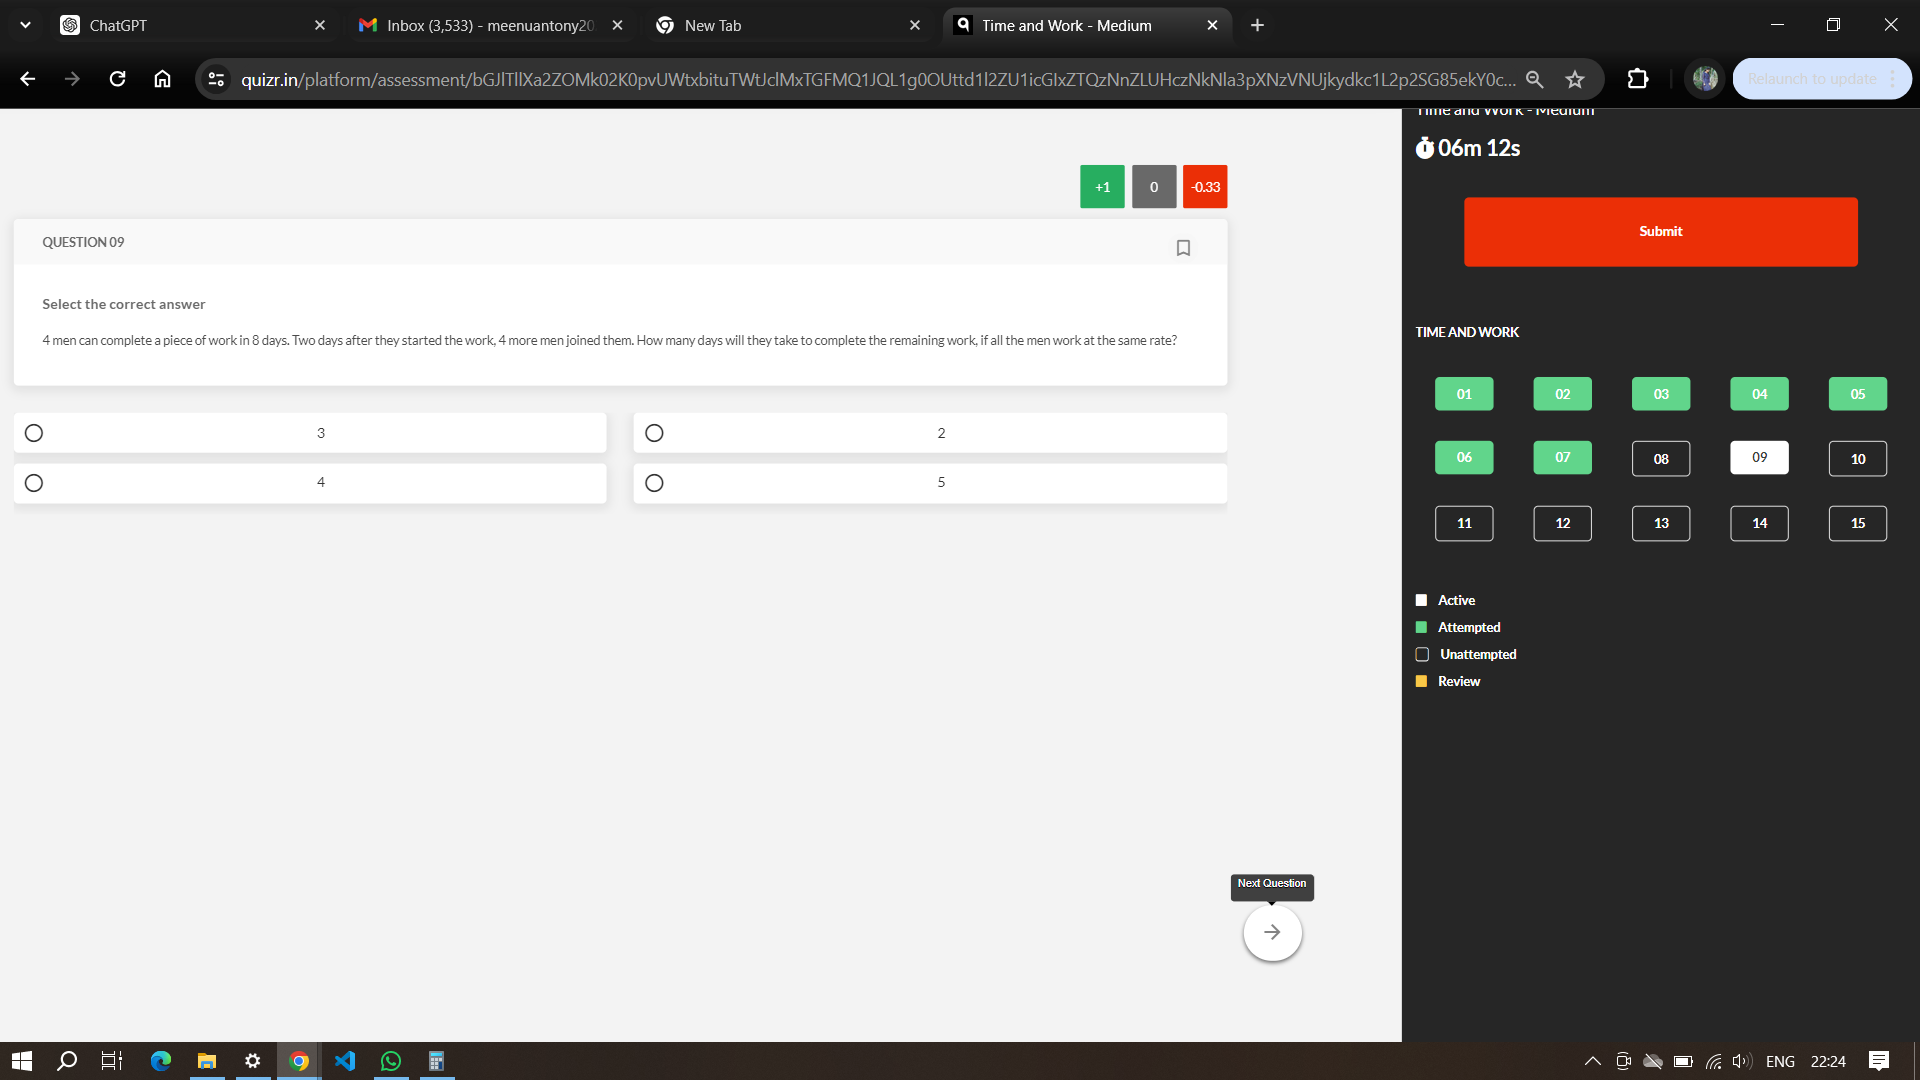 ChatGPT
Inbox (3,533) - meenuantony20
New Tab
Time and Work - Medium
quizr.in/platform/assessment/bGJlTllXa2ZOMk02K0pvUWtxbituTWtJclMxTGFMQ1JQL1g0OUttd1l2ZU1icGlxZTQzNnZLUHczNkNla3pXNzVNUjkydkc1L2p2SG85ekY0c...
Relaunch to update
Time and Work - Medium
06m 12s
+1
0
-0.33
Submit
QUESTION 09
Select the correct answer
4 men can complete a piece of work in 8 days. Two days after they started the work, 4 more men joined them. How many days will they take to complete the remaining work, if all the men work at the same rate?
3
2
4
5
TIME AND WORK
01 02 03 04 05
06 07 08 09 10
11 12 13 14 15
Active
Attempted
Unattempted
Review
Next Question
ENG
22:24